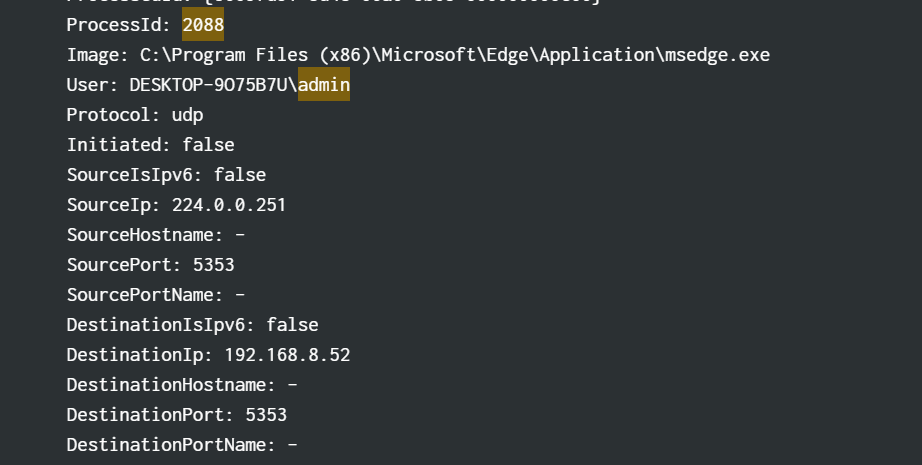 ProcessId: 2088
Image: C:\Program Files (x86)\Microsoft\Edge\Application\msedge.exe
User: DESKTOP-9O75B7U\admin
Protocol: udp
Initiated: false
SourceIsIpv6: false
SourceIp: 224.0.0.251
SourceHostname: -
SourcePort: 5353
SourcePortName: -
DestinationIsIpv6: false
DestinationIp: 192.168.8.52
DestinationHostname: -
DestinationPort: 5353
DestinationPortName: -